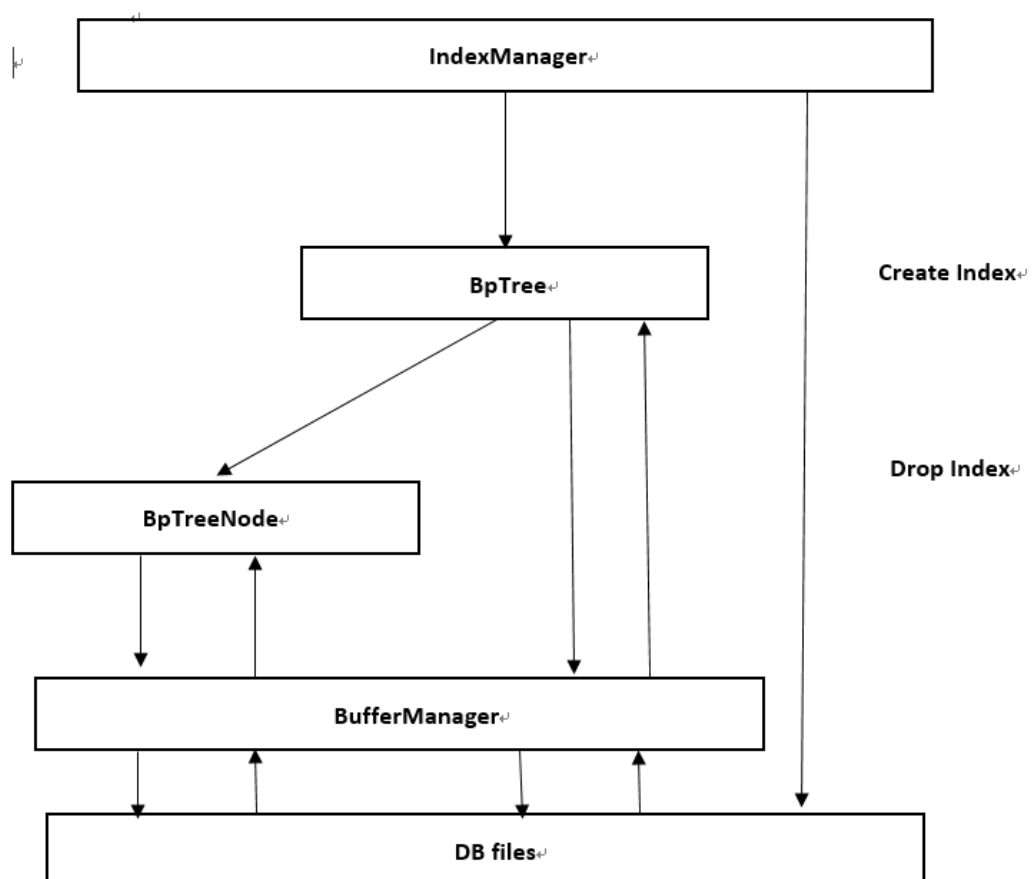 IndexManager
BpTree
Create Index
Drop Index
BpTreeNode
BufferManager
DB files